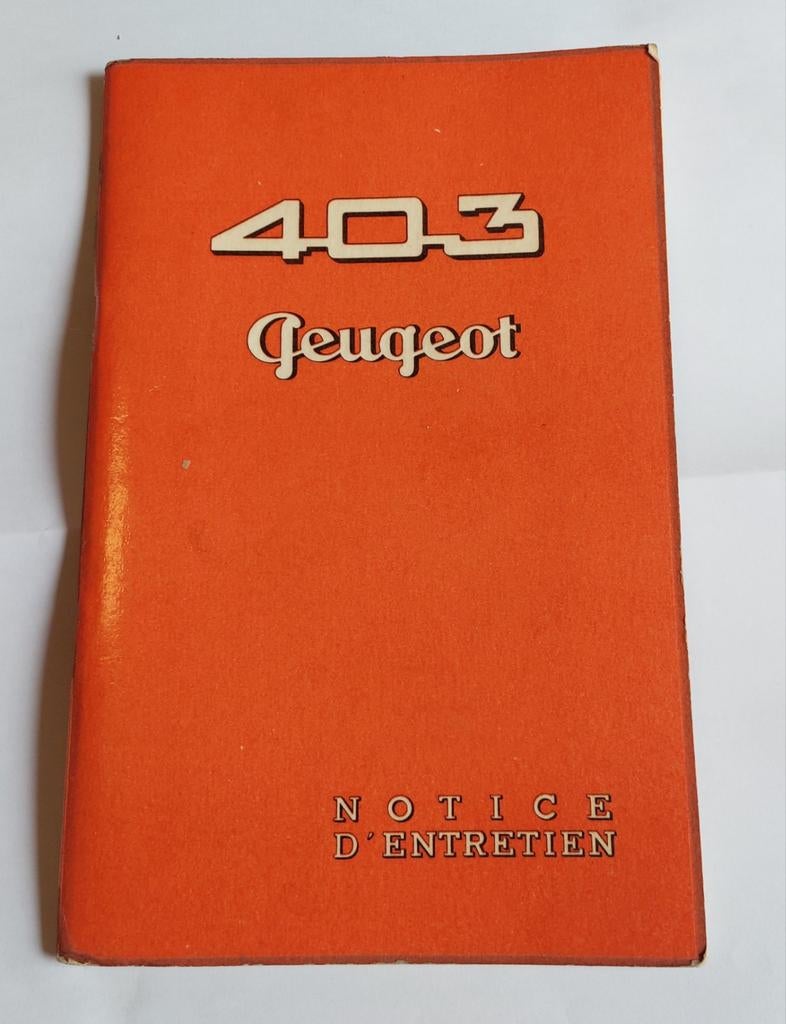 403
Peugeot
NOTICE
D'ENTRETIEN